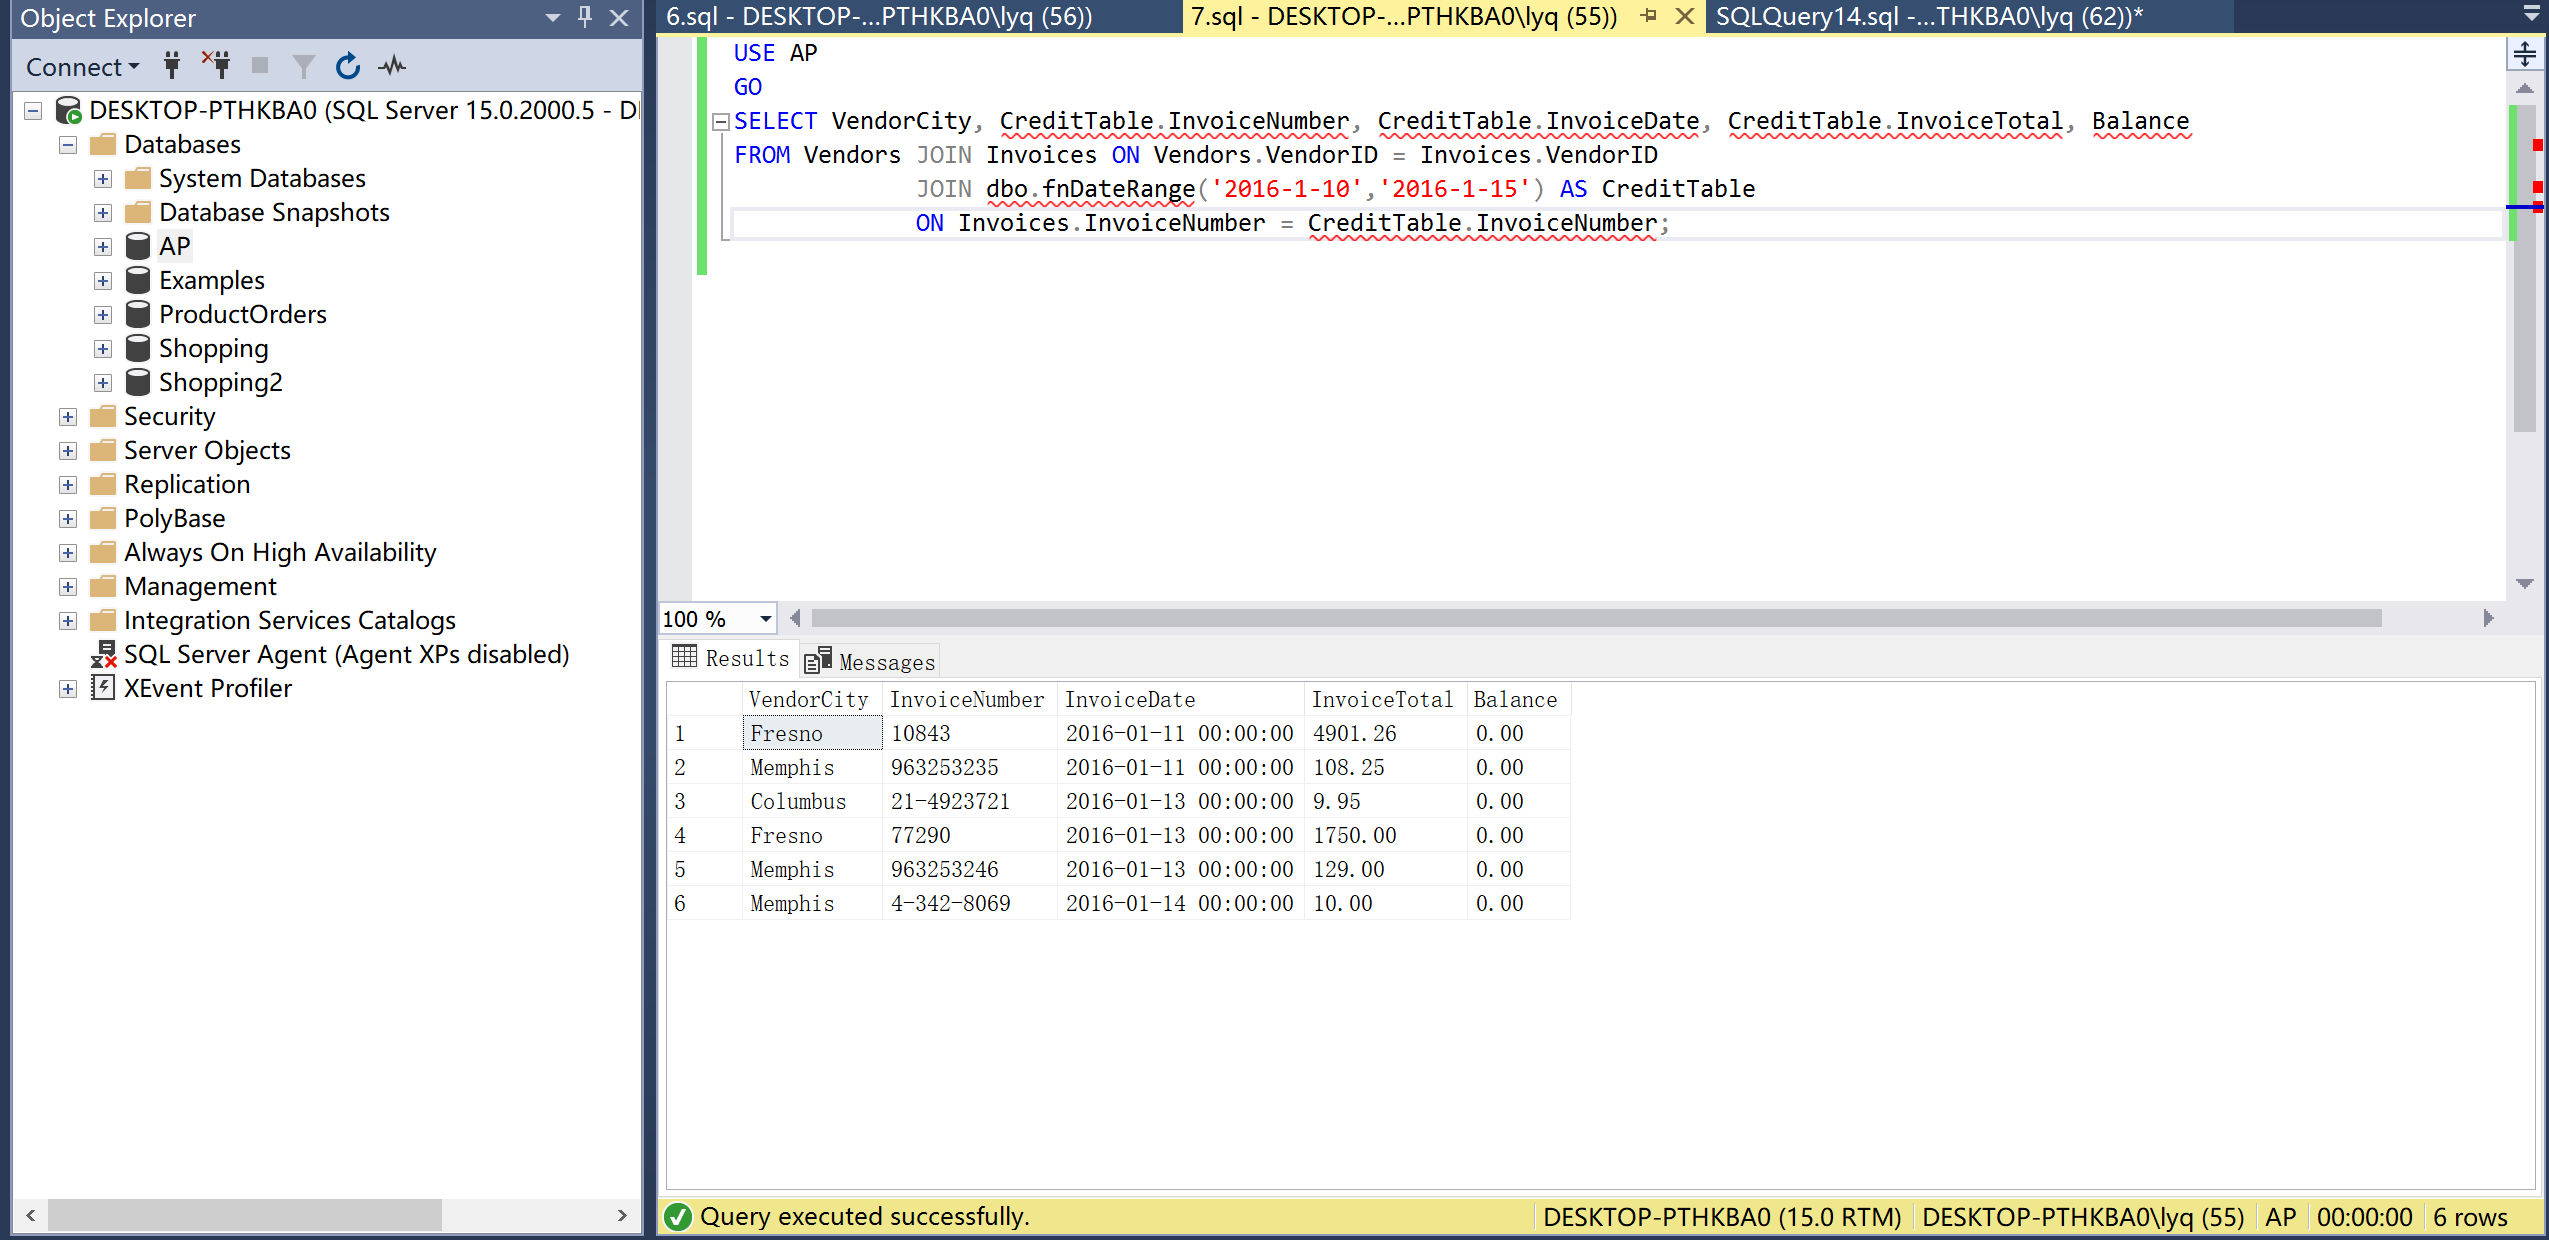 Object Explorer
Connect
DESKTOP-PTHKBA0 (SQL Server 15.0.2000.5 - DI
Databases
System Databases
Database Snapshots
AP
Examples
ProductOrders
Shopping
Shopping2
Security
Server Objects
Replication
PolyBase
Always On High Availability
Management
Integration Services Catalogs
SQL Server Agent (Agent XPs disabled)
XEvent Profiler
6.sql - DESKTOP-...PTHKBA0\lyq (56)) 7.sql - DESKTOP-...PTHKBA0\lyq (55)) SQLQuery14.sql -...THKBA0\lyq (62))*
USE AP
GO
SELECT VendorCity, CreditTable.InvoiceNumber, CreditTable.InvoiceDate, CreditTable.InvoiceTotal, Balance
FROM Vendors JOIN Invoices ON Vendors.VendorID = Invoices.VendorID
JOIN dbo.fnDateRange('2016-1-10','2016-1-15') AS CreditTable
ON Invoices.InvoiceNumber = CreditTable.InvoiceNumber;
100 %
Results Messages
VendorCity InvoiceNumber InvoiceDate InvoiceTotal Balance
1 Fresno 10843 2016-01-11 00:00:00 4901.26 0.00
2 Memphis 963253235 2016-01-11 00:00:00 108.25 0.00
3 Columbus 21-4923721 2016-01-13 00:00:00 9.95 0.00
4 Fresno 77290 2016-01-13 00:00:00 1750.00 0.00
5 Memphis 963253246 2016-01-13 00:00:00 129.00 0.00
6 Memphis 4-342-8069 2016-01-14 00:00:00 10.00 0.00
Query executed successfully. DESKTOP-PTHKBA0 (15.0 RTM) DESKTOP-PTHKBA0\lyq (55) AP 00:00:00 6 rows